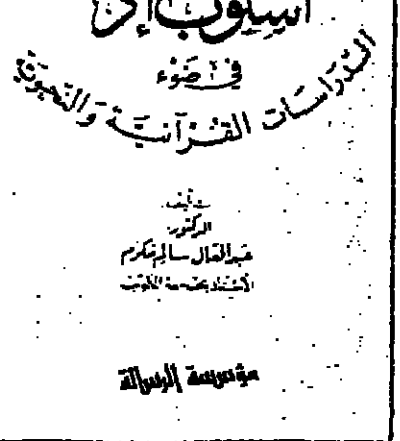 أسلوب إذ
في ضوء
الدراسات القرآنية والنحوية
تأليف
الدكتور
عبد العال سالم مكرم
الأستاذ بجامعة الكويت
مؤسسة الرسالة